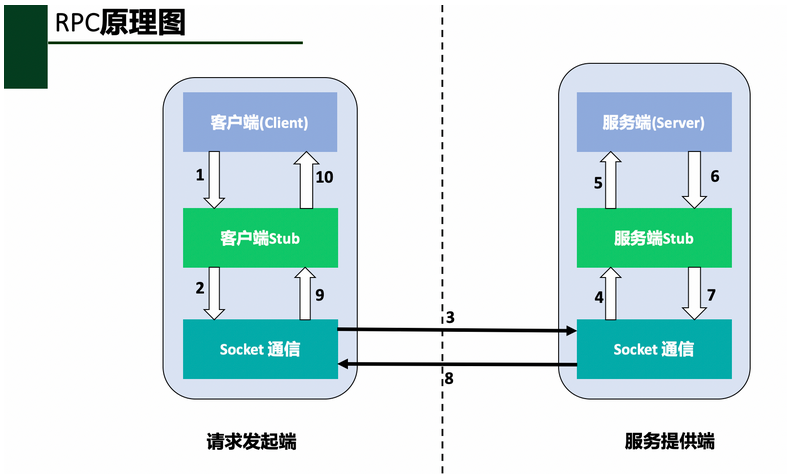 RPC原理图
客户端(Client)
1
10
客户端Stub
2
9
Socket 通信
请求发起端
3
8
服务端(Server)
5
6
服务端Stub
4
7
Socket 通信
服务提供端